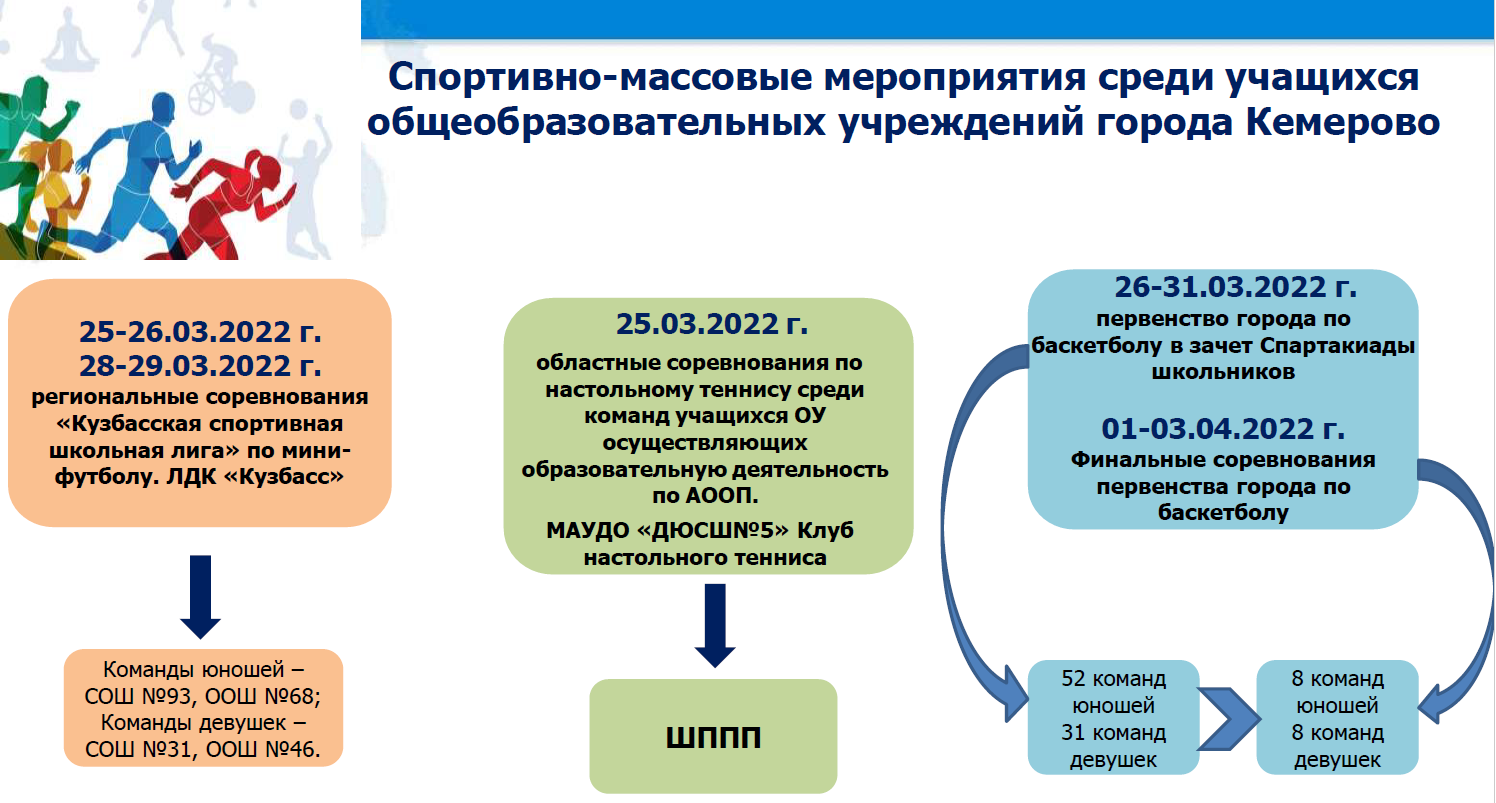 Спортивно-массовые мероприятия среди учащихся
общеобразовательных учреждений города Кемерово
25-26.03.2022 г.
28-29.03.2022 г.
региональные соревнования
«Кузбасская спортивная
школьная лига» по мини-
футболу. ЛДК «Кузбасс»
Команды юношей –
СОШ №93, ООШ №68;
Команды девушек –
СОШ №31, ООШ №46.
25.03.2022 г.
областные соревнования по
настольному теннису среди
команд учащихся ОУ
осуществляющих
образовательную деятельность
по АООП.
МАУДО «ДЮСШ№5» Клуб
настольного тенниса
ШППП
26-31.03.2022 г.
первенство города по
баскетболу в зачет Спартакиады
школьников
01-03.04.2022 г.
Финальные соревнования
первенства города по
баскетболу
52 команд
юношей
31 команд
девушек
8 команд
юношей
8 команд
девушек